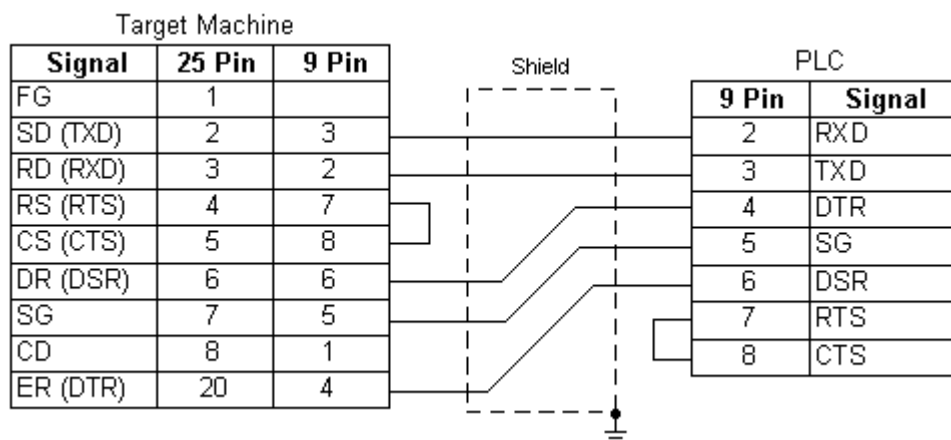 Target Machine
Signal 25 Pin 9 Pin
FG 1
SD (TXD) 2 3
RD (RXD) 3 2
RS (RTS) 4 7
CS (CTS) 5 8
DR (DSR) 6 6
SG 7 5
CD 8 1
ER (DTR) 20 4
Shield
PLC
9 Pin Signal
2 RXD
3 TXD
4 DTR
5 SG
6 DSR
7 RTS
8 CTS